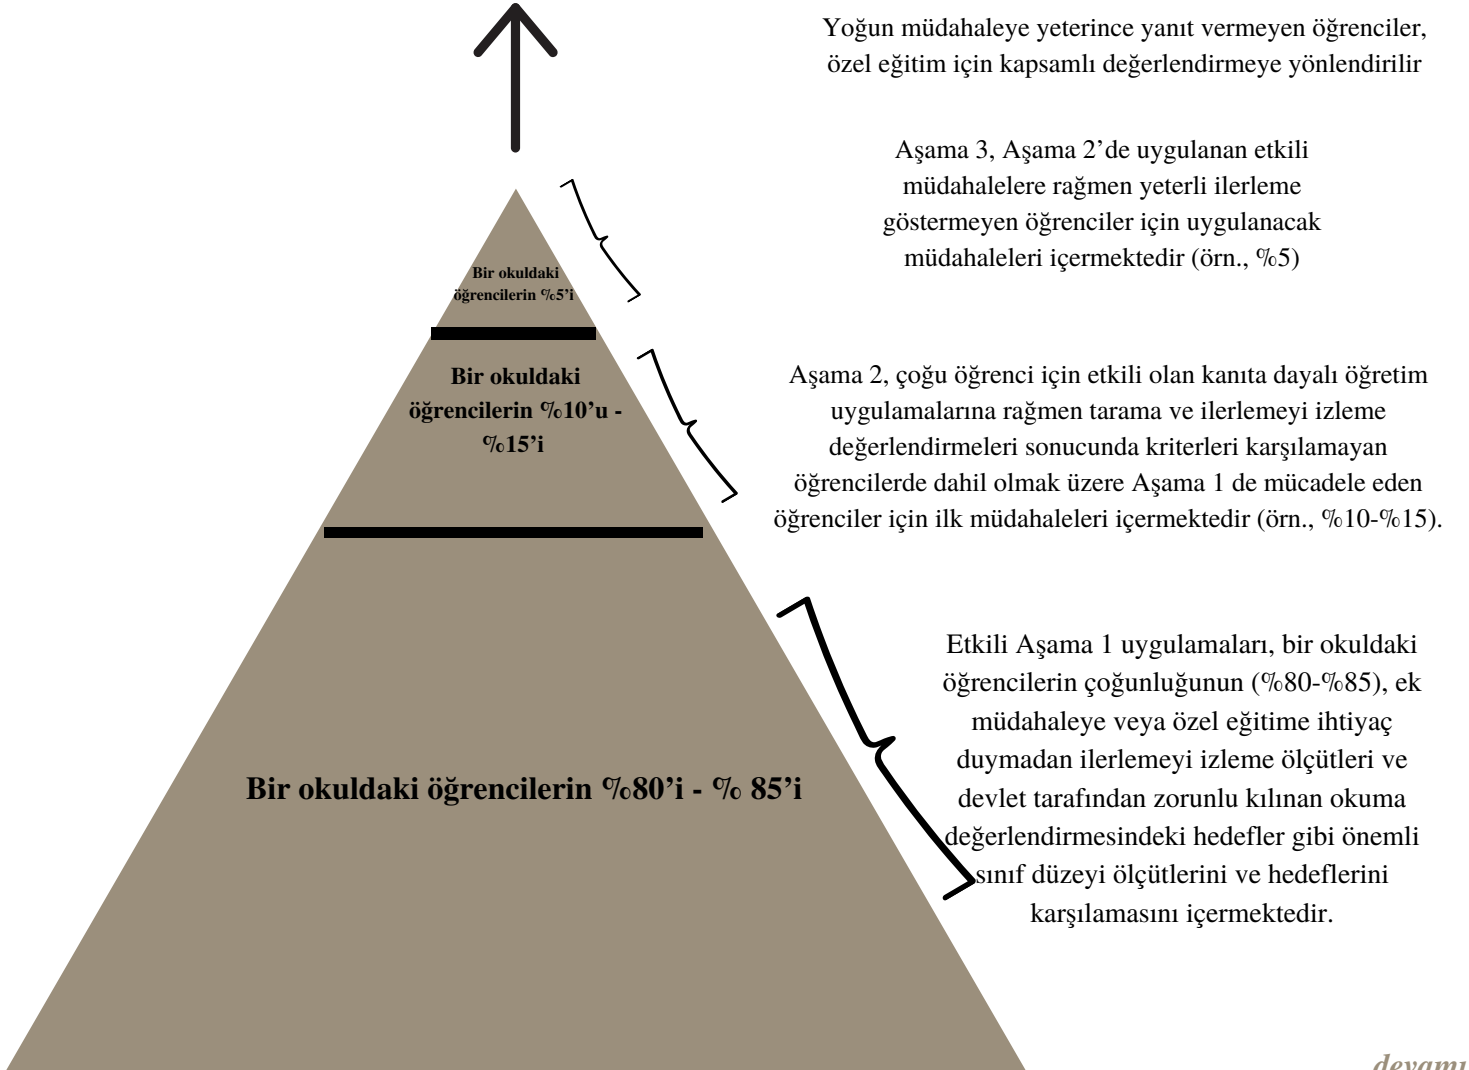 Yoğun müdahaleye yeterince yanıt vermeyen öğrenciler,
özel eğitim için kapsamlı değerlendirmeye yönlendirilir
Aşama 3, Aşama 2’de uygulanan etkili
müdahalelere rağmen yeterli ilerleme
göstermeyen öğrenciler için uygulanacak
müdahaleleri içermektedir (örn., %5)
Bir okuldaki
öğrencilerin %5’i
Aşama 2, çoğu öğrenci için etkili olan kanıta dayalı öğretim
uygulamalarına rağmen tarama ve ilerlemeyi izleme
değerlendirmeleri sonucunda kriterleri karşılamayan
öğrencilerde dahil olmak üzere Aşama 1 de mücadele eden
öğrenciler için ilk müdahaleleri içermektedir (örn., %10-%15).
Bir okuldaki
öğrencilerin %10’u -
%15’i
Etkili Aşama 1 uygulamaları, bir okuldaki
öğrencilerin çoğunluğunun (%80-%85), ek
müdahaleye veya özel eğitime ihtiyaç
duymadan ilerlemeyi izleme ölçütleri ve
devlet tarafından zorunlu kılınan okuma
değerlendirmesindeki hedefler gibi önemli
sınıf düzeyi ölçütlerini ve hedeflerini
karşılamasını içermektedir.
Bir okuldaki öğrencilerin %80’i - % 85’i
devamı